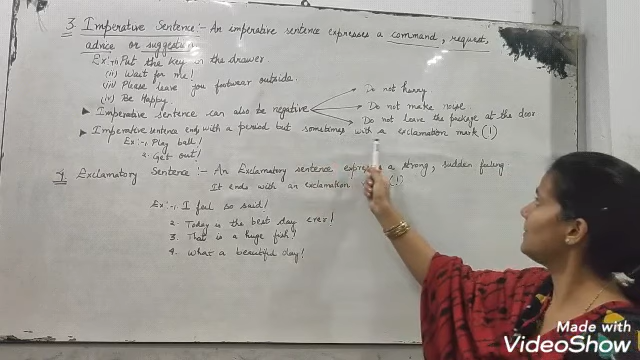 3. Imperative Sentence:- An imperative sentence expresses a command, request,
advice or suggesti
Ex:- (i) Put the key in the drawer.
(ii) Wait for me!
(iii) Please leave you footwear outside.
(iv) Be Happy
▶ Imperative sentence can also be negative
Do not hurry
Do not make noise.
Do not leave the package at the door
▶ Imperative sentence ends with a period but sometimes with a exclamation mark (!)
Ex:-1. Play ball!
2. Get out!
4. Exclamatory Sentence:- An Exclamatory sentence expresses a strong, sudden feeling
It ends with an exclamation (!)
Ex:-1. I feel so said!
2. Today is the best day ever!
3. That is a huge fish!
4. What a beautiful day!
Made with
VideoShow